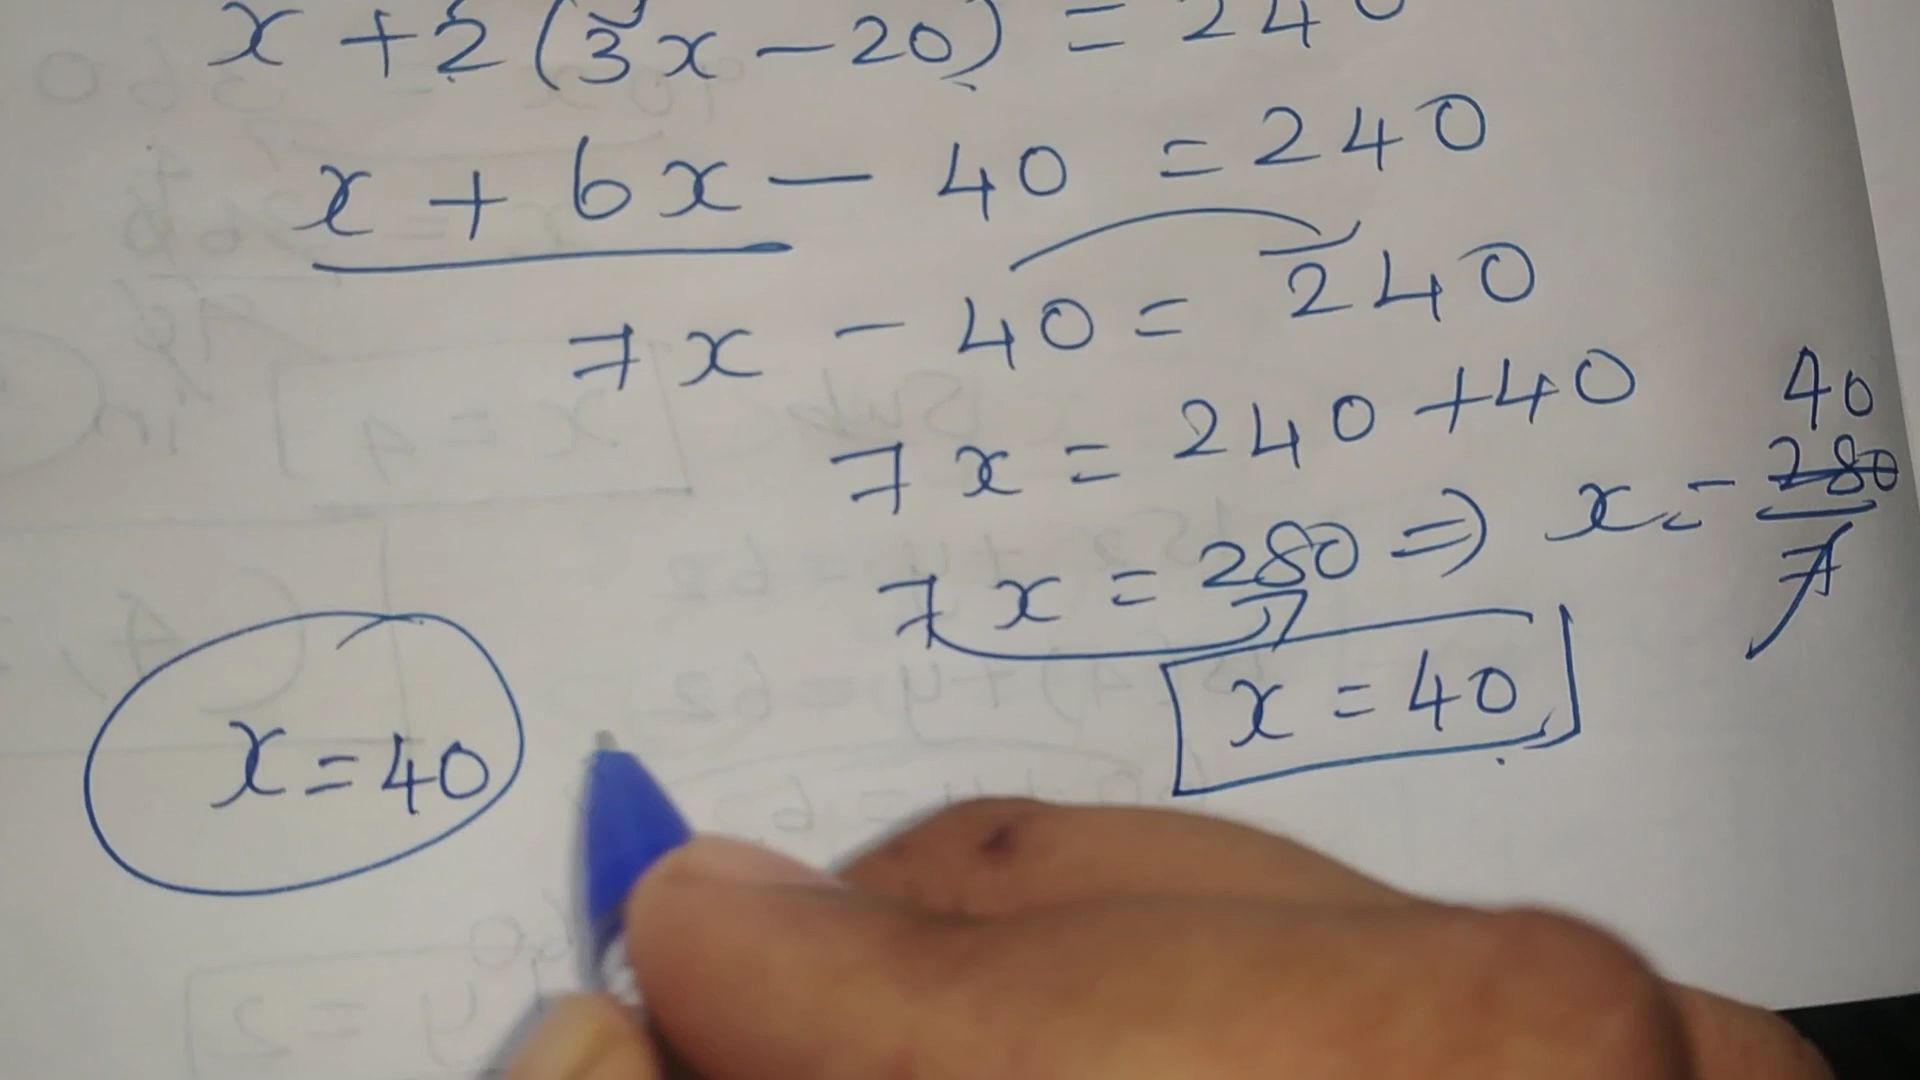 x + 2 (3x - 20) = 240
x + 6x - 40 = 240
7x - 40 = 240
7x = 240 + 40
7x = 280 ⇒ x = 280/7 40
x = 40
x = 40